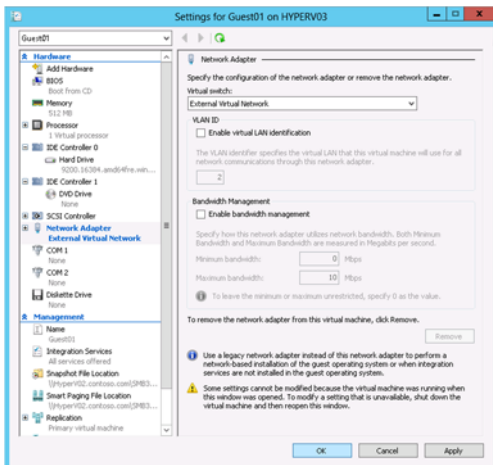 Settings for Guest01 on HYPERV03
Guest01
Hardware
Add Hardware
BIOS
Boot from CD
Memory
512 MB
Processor
1 Virtual processor
IDE Controller 0
Hard Drive
9200.16384.amd64fre.win...
IDE Controller 1
DVD Drive
None
SCSI Controller
Network Adapter
External Virtual Network
COM 1
None
COM 2
None
Diskette Drive
None
Management
Name
Guest01
Integration Services
All services offered
Snapshot File Location
\\HyperV02.contoso.com\SMB3...
Smart Paging File Location
\\HyperV02.contoso.com\SMB3...
Replication
Primary virtual machine
Network Adapter
Specify the configuration of the network adapter or remove the network adapter.
Virtual switch:
External Virtual Network
VLAN ID
Enable virtual LAN identification
The VLAN identifier specifies the virtual LAN that this virtual machine will use for all
network communications through this network adapter.
2
Bandwidth Management
Enable bandwidth management
Specify how this network adapter utilizes network bandwidth. Both Minimum
Bandwidth and Maximum Bandwidth are measured in Megabits per second.
Minimum bandwidth: 0 Mbps
Maximum bandwidth: 10 Mbps
To leave the minimum or maximum unrestricted, specify 0 as the value.
To remove the network adapter from this virtual machine, click Remove.
Remove
Use a legacy network adapter instead of this network adapter to perform a
network-based installation of the guest operating system or when integration
services are not installed in the guest operating system.
Some settings cannot be modified because the virtual machine was running when
this window was opened. To modify a setting that is unavailable, shut down the
virtual machine and then reopen this window.
OK Cancel Apply